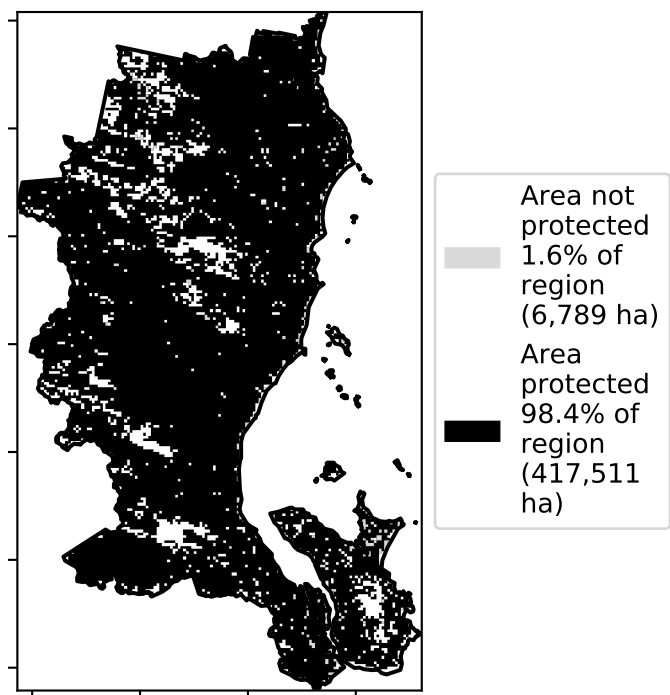 Area not
protected
1.6% of
region
(6,789 ha)
Area
protected
98.4% of
region
(417,511
ha)